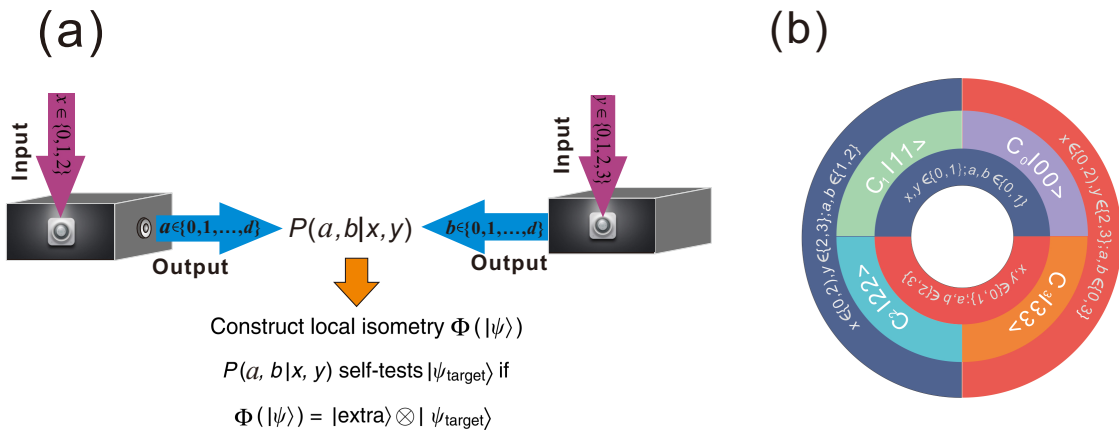 (a)
Input
x ∈ {0,1,2}
a∈{0,1,...,d}
Output
P(a,b|x,y)
Input
y ∈ {0,1,2,3}
b∈{0,1,...,d}
Output
Construct local isometry Φ(|ψ⟩)
P(a, b|x, y) self-tests |ψtarget⟩ if
Φ(|ψ⟩) = |extra⟩ ⊗ | ψtarget⟩
(b)
x ∈{0,2},y ∈{2,3};a,b ∈{1,2}
x ∈{0,2},y ∈{2,3};a,b ∈{0,3}
C₁|11>
C₀|00>
x,y ∈{0,1};a,b ∈{0,1}
x,y ∈{0,1};a,b ∈{2,3}
C₂|22>
C₃|33>